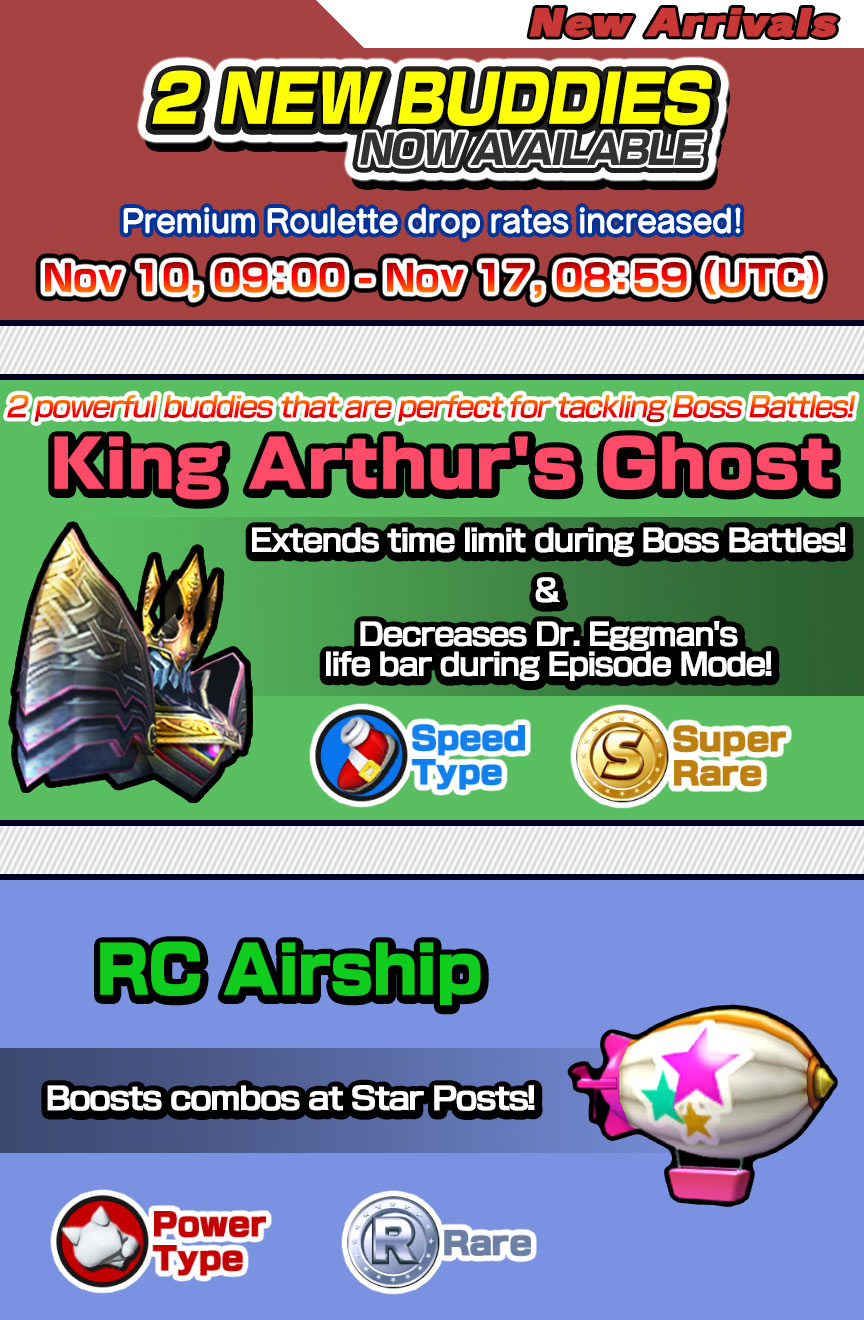 New Arrivals
2 NEW BUDDIES
NOW AVAILABLE
Premium Roulette drop rates increased!
Nov 10, 09:00 - Nov 17, 08:59 (UTC)
2 powerful buddies that are perfect for tackling Boss Battles!
King Arthur's Ghost
Extends time limit during Boss Battles!
&
Decreases Dr. Eggman's
life bar during Episode Mode!
Speed
Type
S
Super
Rare
RC Airship
Boosts combos at Star Posts!
Power
Type
R
Rare